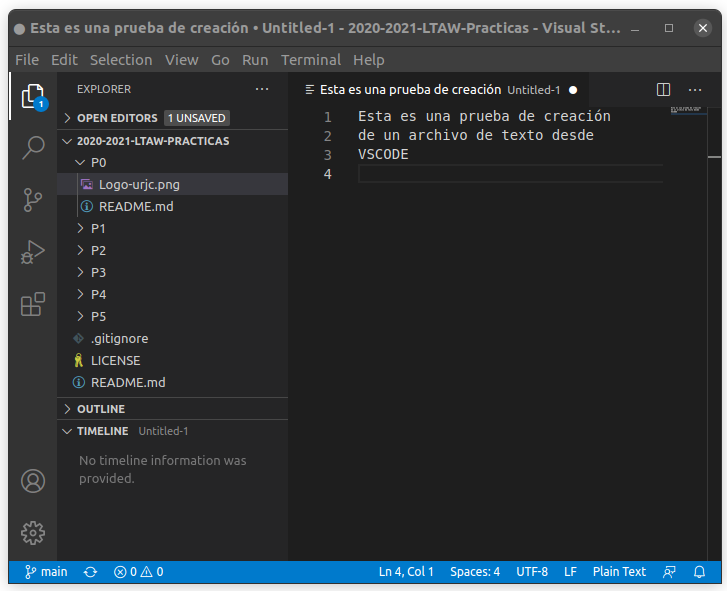 Esta es una prueba de creación • Untitled-1 - 2020-2021-LTAW-Practicas - Visual St...
File Edit Selection View Go Run Terminal Help
1
EXPLORER
OPEN EDITORS 1 UNSAVED
2020-2021-LTAW-PRACTICAS
P0
Logo-urjc.png
README.md
P1
P2
P3
P4
P5
.gitignore
LICENSE
README.md
OUTLINE
TIMELINE Untitled-1
No timeline information was
provided.
Esta es una prueba de creación Untitled-1
1 Esta es una prueba de creación
2 de un archivo de texto desde
3 VSCODE
4
main 0 0 Ln 4, Col 1 Spaces: 4 UTF-8 LF Plain Text